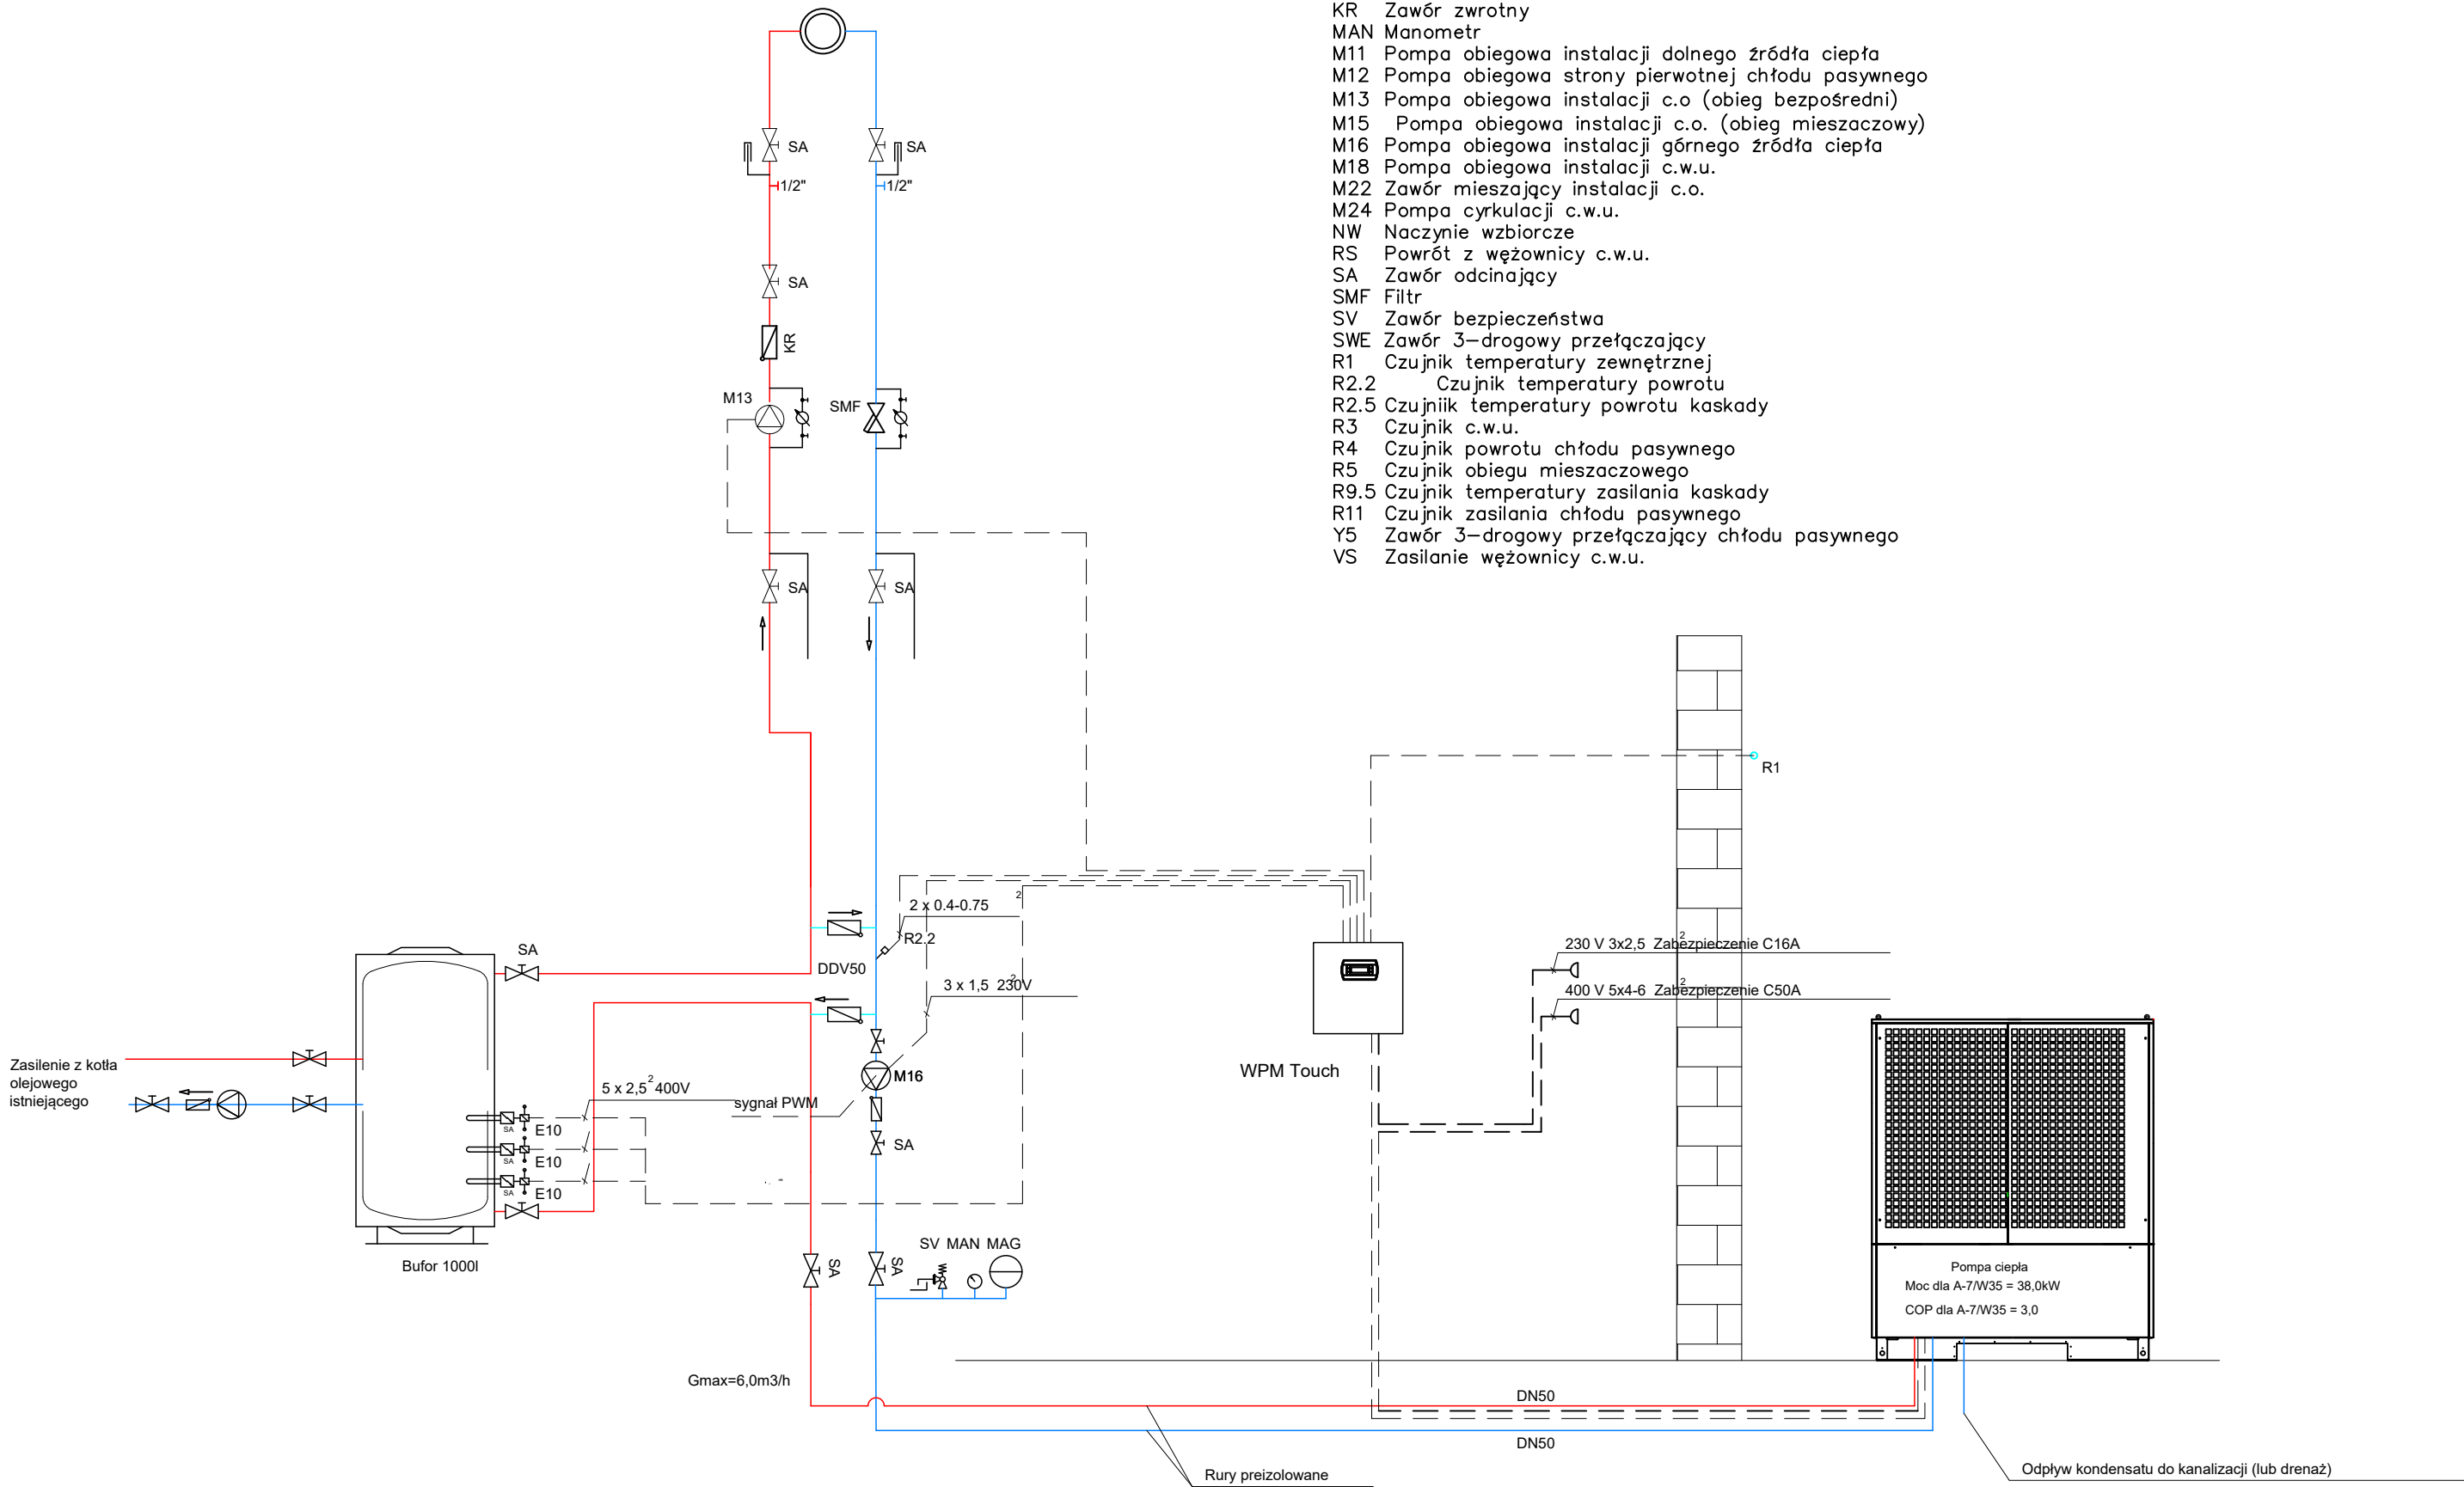 KR Zawór zwrotny
MAN Manometr
M11 Pompa obiegowa instalacji dolnego źródła ciepła
M12 Pompa obiegowa strony pierwotnej chłodu pasywnego
M13 Pompa obiegowa instalacji c.o (obieg bezpośredni)
M15 Pompa obiegowa instalacji c.o. (obieg mieszaczowy)
M16 Pompa obiegowa instalacji górnego źródła ciepła
M18 Pompa obiegowa instalacji c.w.u.
M22 Zawór mieszający instalacji c.o.
M24 Pompa cyrkulacji c.w.u.
NW Naczynie wzbiorcze
RS Powrót z wężownicy c.w.u.
SA Zawór odcinający
SMF Filtr
SV Zawór bezpieczeństwa
SWE Zawór 3-drogowy przełączający
R1 Czujnik temperatury zewnętrznej
R2.2 Czujnik temperatury powrotu
R2.5 Czujniik temperatury powrotu kaskady
R3 Czujnik c.w.u.
R4 Czujnik powrotu chłodu pasywnego
R5 Czujnik obiegu mieszaczowego
R9.5 Czujnik temperatury zasilania kaskady
R11 Czujnik zasilania chłodu pasywnego
Y5 Zawór 3-drogowy przełączający chłodu pasywnego
VS Zasilanie wężownicy c.w.u.
SA
SA
1/2"
1/2"
SA
KR
M13
SMF
SA
SA
R1
2 x 0.4-0.75 2
R2.2
DDV50
3 x 1,5 2 230V
SA
230 V 3x2,5 2 Zabezpieczenie C16A
400 V 5x4-6 2 Zabezpieczenie C50A
WPM Touch
M16
Zasilenie z kotła
olejowego
istniejącego
5 x 2,5 2 400V
sygnał PWM
SA
E10
SA
E10
SA
E10
SA
Bufor 1000l
SA
SA
SV MAN MAG
Pompa ciepła
Moc dla A-7/W35 = 38,0kW
COP dla A-7/W35 = 3,0
Gmax=6,0m3/h
DN50
DN50
Rury preizolowane
Odpływ kondensatu do kanalizacji (lub drenaż)